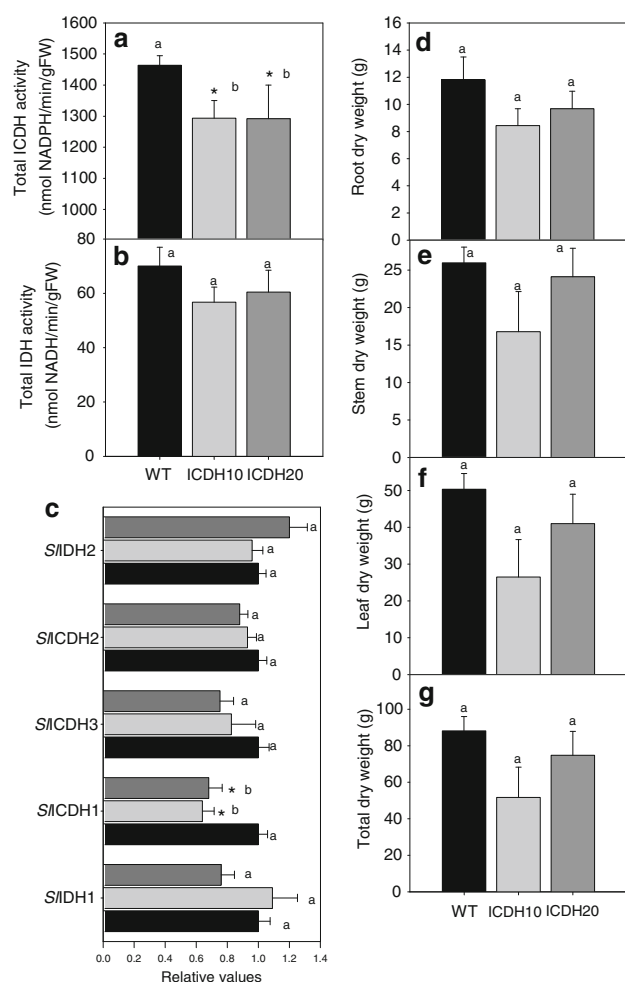 a
Total ICDH activity
(nmol NADPH/min/gFW)
1600
1500
1400
1300
1200
1100
1000
a
* b
* b
b
Total IDH activity
(nmol NADH/min/gFW)
80
60
40
20
0
a
a
a
WT ICDH10 ICDH20
c
SlIDH2
a
a
a
SlICDH2
a
a
a
SlICDH3
a
a
a
SlICDH1
* b
* b
a
SlIDH1
a
a
a
0.0 0.2 0.4 0.6 0.8 1.0 1.2 1.4
Relative values
d
Root dry weight (g)
16
14
12
10
8
6
4
2
0
a
a
a
e
Stem dry weight (g)
25
20
15
10
5
0
a
a
a
f
Leaf dry weight (g)
50
40
30
20
10
0
a
a
a
g
Total dry weight (g)
100
80
60
40
20
0
a
a
a
WT ICDH10 ICDH20